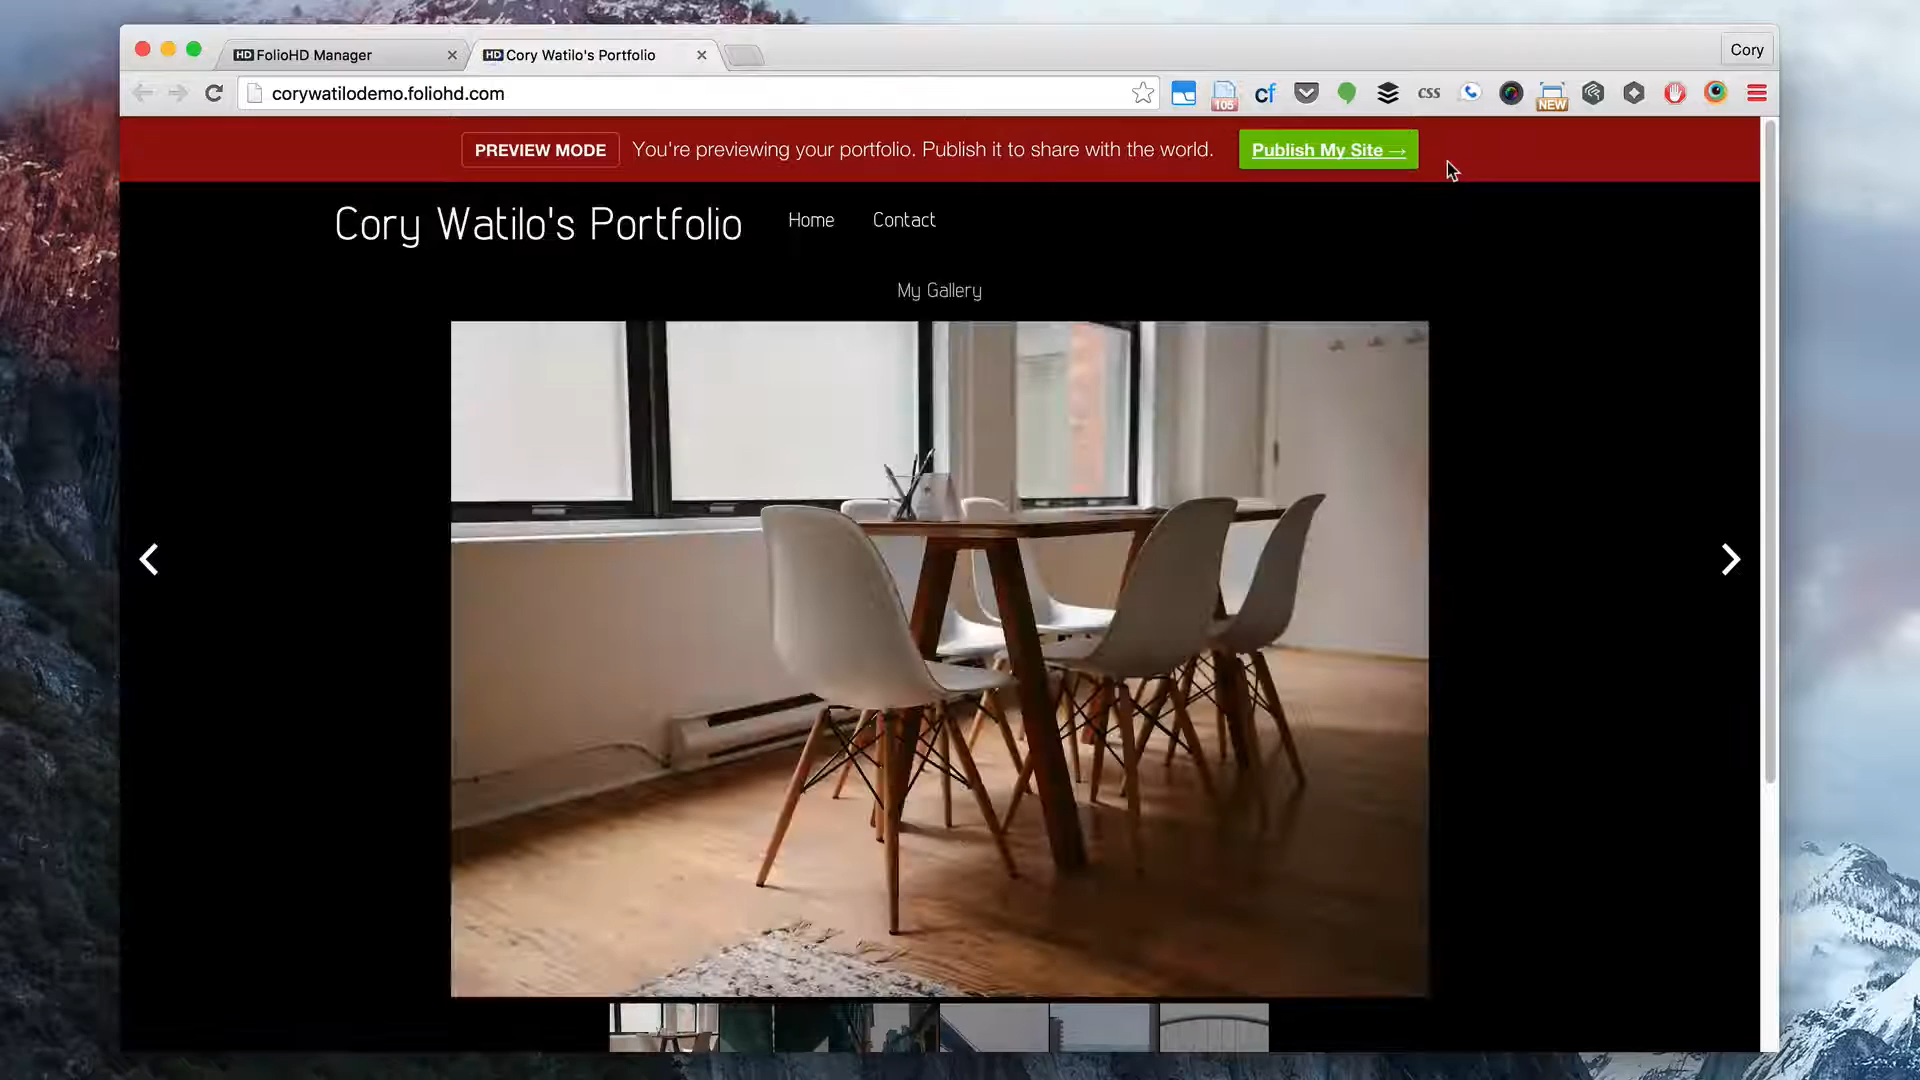 HD FolioHD Manager
HD Cory Watilo's Portfolio
Cory
corywatilodemo.foliohd.com
105
cf
css
NEW
PREVIEW MODE
You're previewing your portfolio. Publish it to share with the world.
Publish My Site →
Cory Watilo's Portfolio
Home
Contact
My Gallery